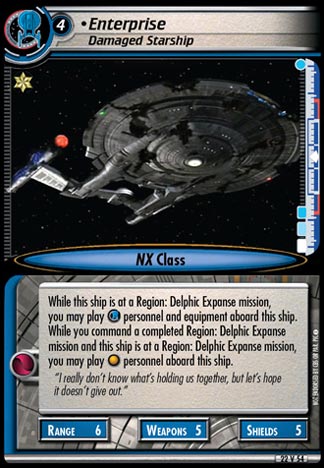 4
•Enterprise
Damaged Starship
NX Class
While this ship is at a Region: Delphic Expanse mission,
you may play personnel and equipment aboard this ship.
While you command a completed Region: Delphic Expanse
mission and this ship is at a Region: Delphic Expanse mission,
you may play personnel aboard this ship.
"I really don't know what's holding us together, but let's hope
it doesn't give out."
RANGE 6
WEAPONS 5
SHIELDS 5
22 V 54